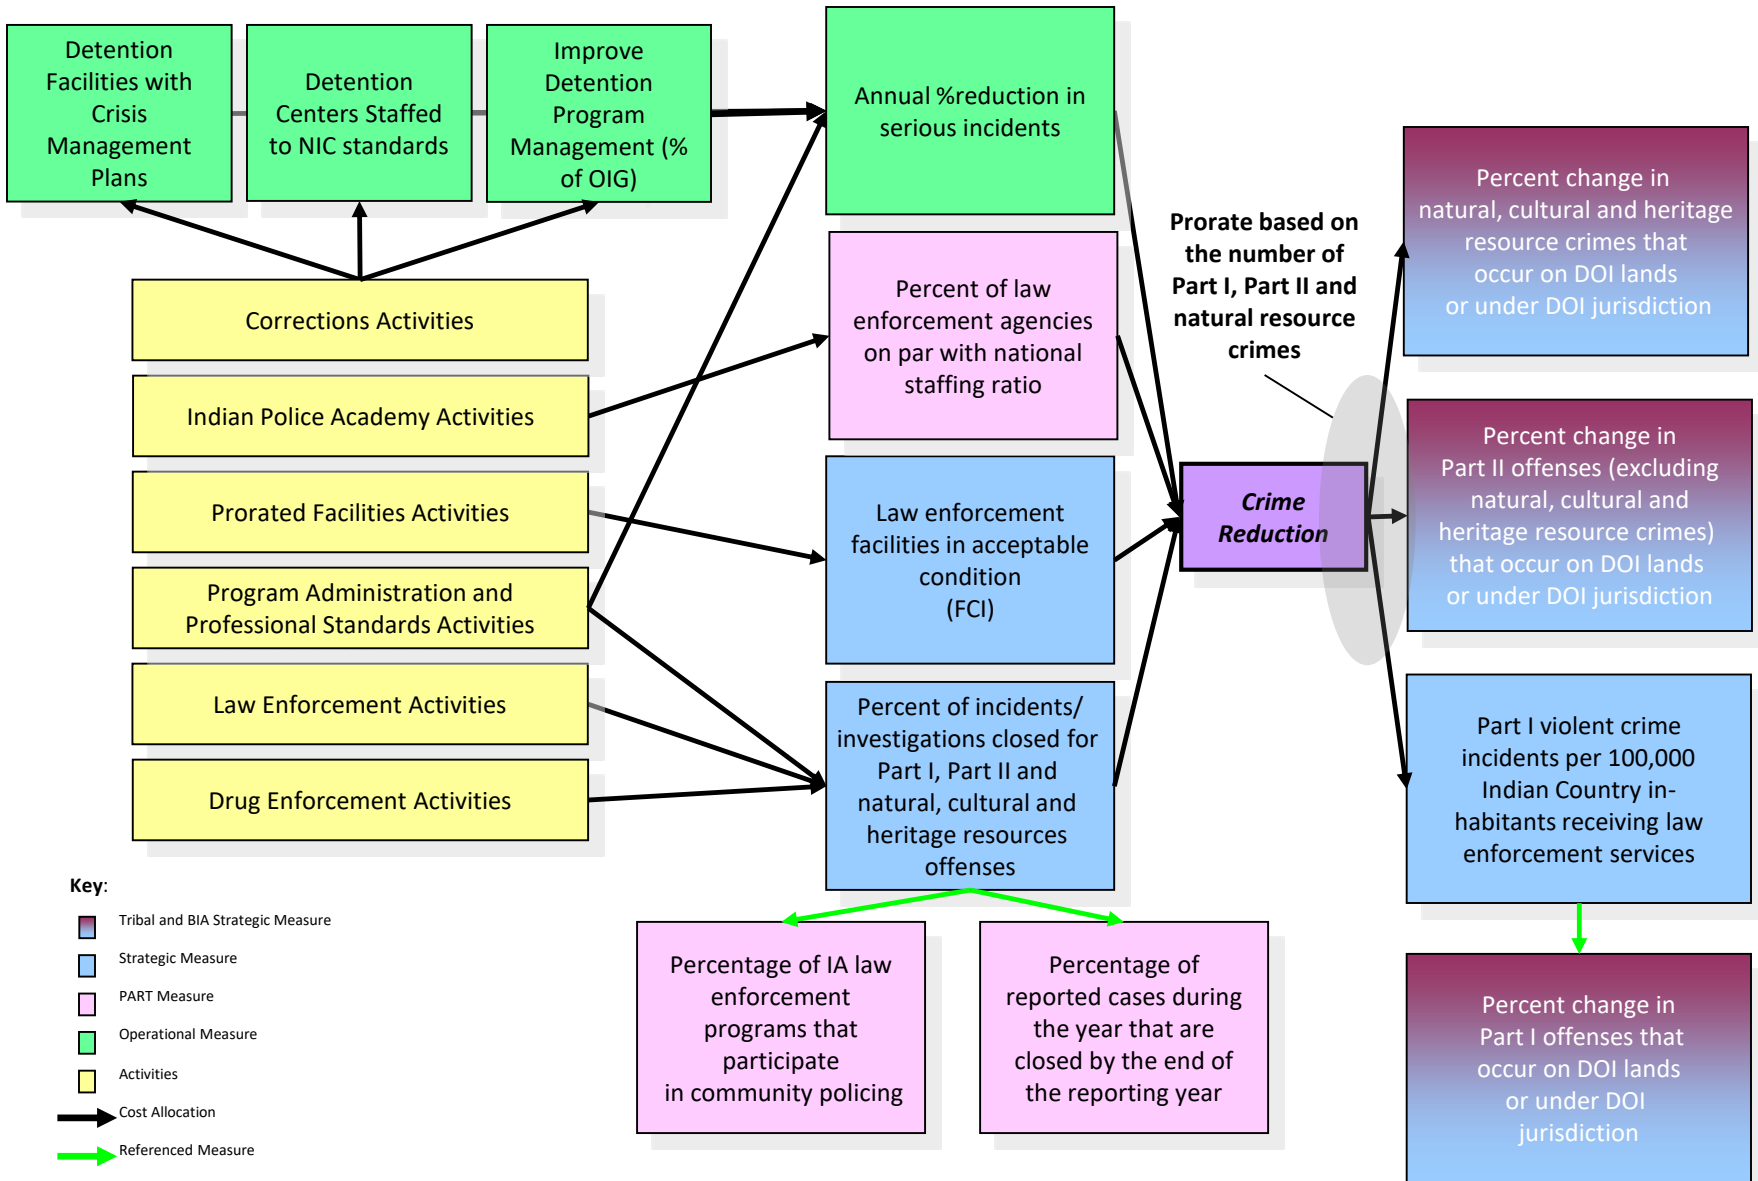 Detention
Facilities with
Crisis
Management
Plans
Detention
Centers Staffed
to NIC standards
Improve
Detention
Program
Management (%
of OIG)
Annual %reduction in
serious incidents
Corrections Activities
Indian Police Academy Activities
Prorated Facilities Activities
Program Administration and
Professional Standards Activities
Law Enforcement Activities
Drug Enforcement Activities
Percent of law
enforcement agencies
on par with national
staffing ratio
Law enforcement
facilities in acceptable
condition
(FCI)
Percent of incidents/
investigations closed for
Part I, Part II and
natural, cultural and
heritage resources
offenses
Percentage of IA law
enforcement
programs that
participate
in community policing
Percentage of
reported cases during
the year that are
closed by the end of
the reporting year
Prorate based on
the number of
Part I, Part II and
natural resource
crimes
Crime
Reduction
Percent change in
natural, cultural and heritage
resource crimes that
occur on DOI lands
or under DOI jurisdiction
Percent change in
Part II offenses (excluding
natural, cultural and
heritage resource crimes)
that occur on DOI lands
or under DOI jurisdiction
Part I violent crime
incidents per 100,000
Indian Country in-
habitants receiving law
enforcement services
Percent change in
Part I offenses that
occur on DOI lands
or under DOI
jurisdiction
Key:
Tribal and BIA Strategic Measure
Strategic Measure
PART Measure
Operational Measure
Activities
Cost Allocation
Referenced Measure